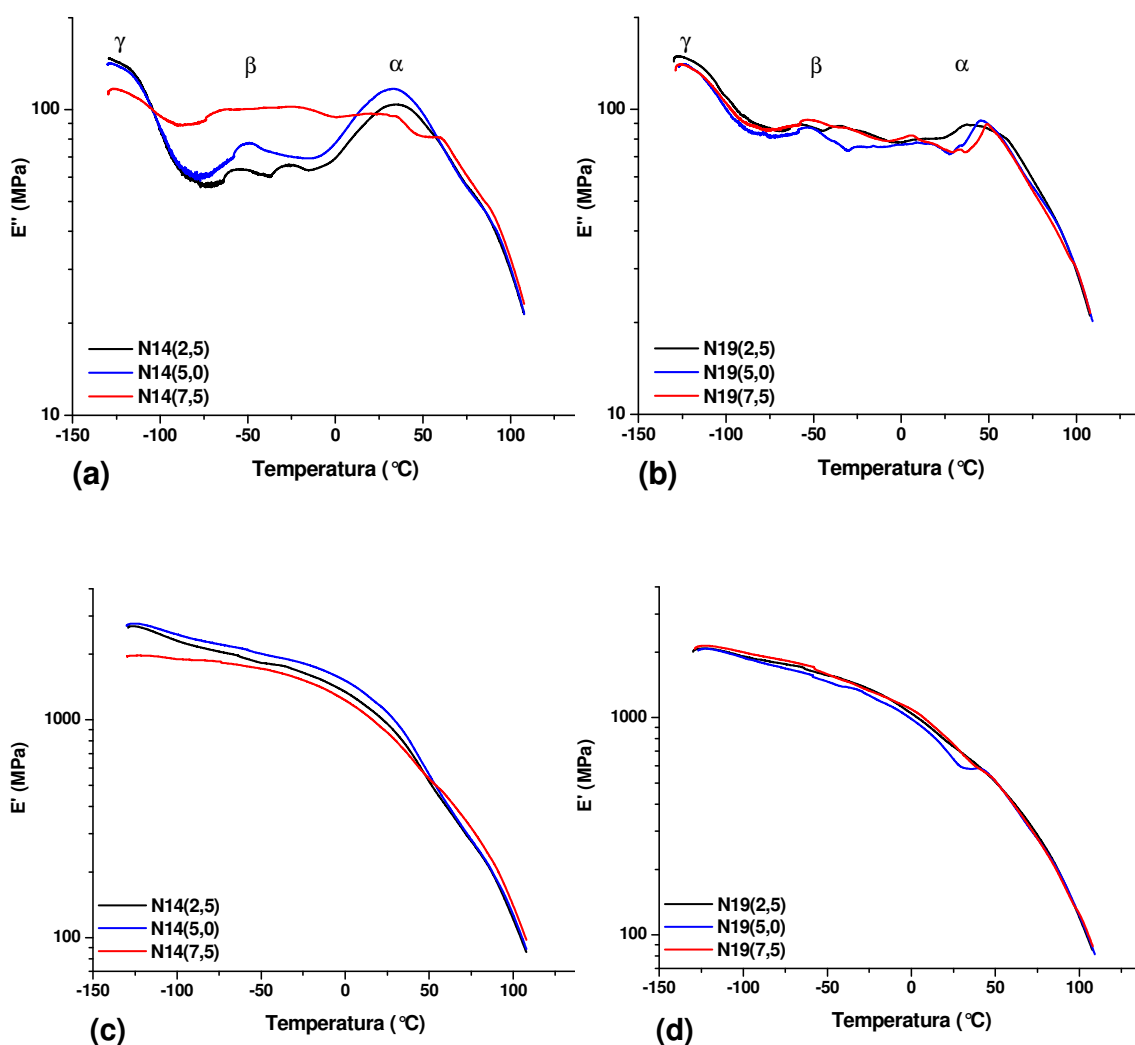 γ
β
α
100
10
E'' (MPa)
N14(2,5)
N14(5,0)
N14(7,5)
-150 -100 -50 0 50 100
Temperatura (°C)
(a)
γ
β
α
100
10
E'' (MPa)
N19(2,5)
N19(5,0)
N19(7,5)
-150 -100 -50 0 50 100
Temperatura (°C)
(b)
1000
100
E' (MPa)
N14(2,5)
N14(5,0)
N14(7,5)
-150 -100 -50 0 50 100
Temperatura (°C)
(c)
1000
100
E' (MPa)
N19(2,5)
N19(5,0)
N19(7,5)
-150 -100 -50 0 50 100
Temperatura (°C)
(d)